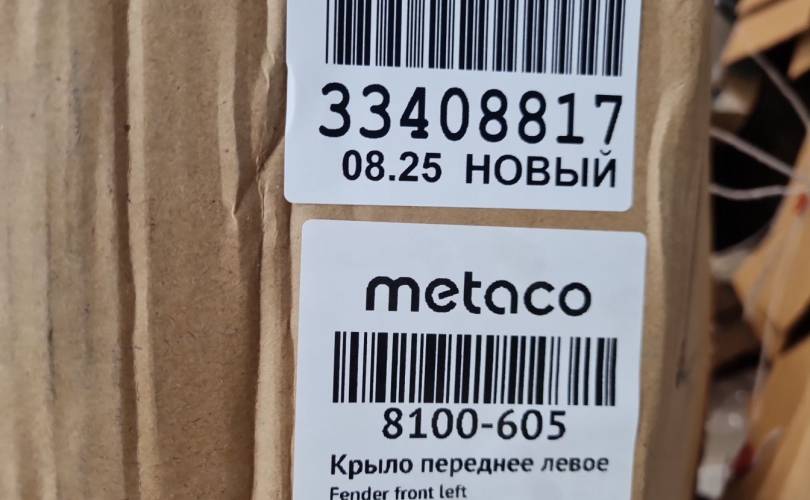 33408817
08.25 НОВЫЙ
metaco
8100-605
Крыло переднее левое
Fender front left